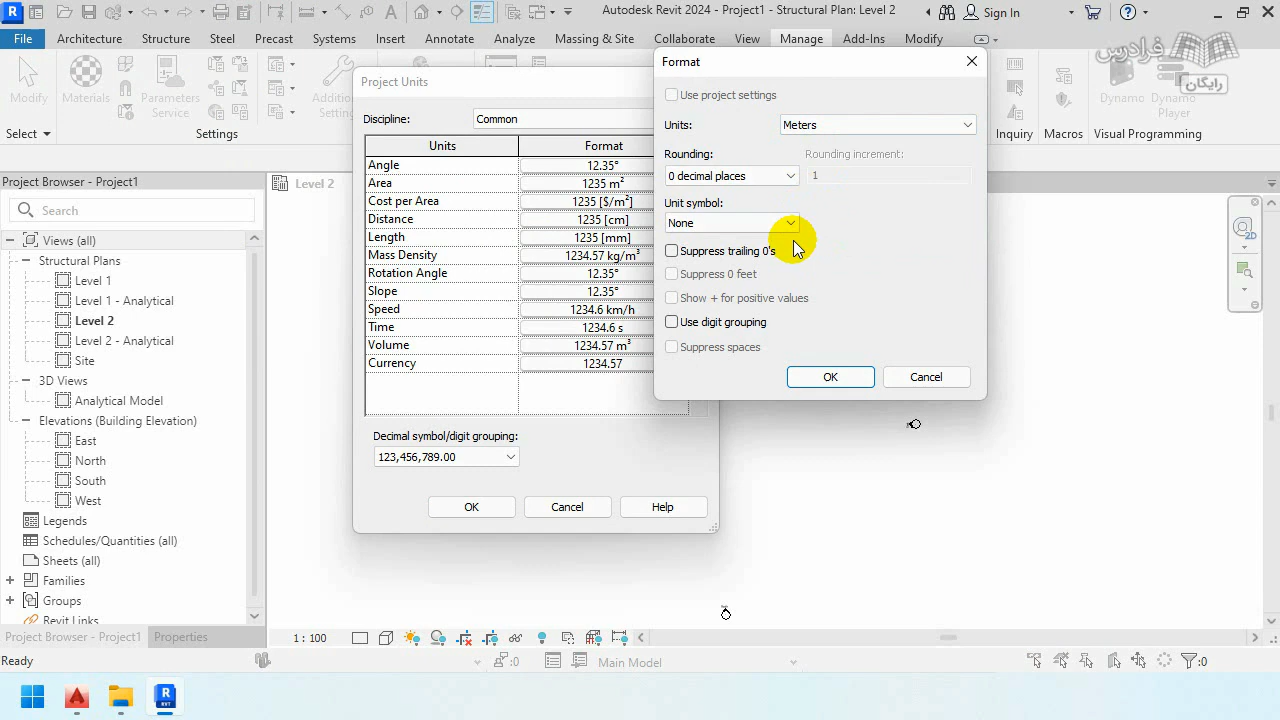 Autodesk Revit 2024 - Project1 - Structural Plan: Level 2
Sign In
File Architecture Structure Steel Precast Systems Insert Annotate Analyze Massing & Site Collaborate View Manage Add-Ins Modify
فرادرس
رایگان
Modify
Materials
Parameters Service
Settings
Inquiry
Macros
Dynamo
Dynamo Player
Visual Programming
Select
Settings
Project Browser - Project1
Level 2
Search
Views (all)
Structural Plans
Level 1
Level 1 - Analytical
Level 2
Level 2 - Analytical
Site
3D Views
Analytical Model
Elevations (Building Elevation)
East
North
South
West
Legends
Schedules/Quantities (all)
Sheets (all)
Families
Groups
Revit Links
Project Browser - Project1 Properties
Ready
Project Units
Discipline: Common
Units Format
Angle 12.35°
Area 1235 m²
Cost per Area 1235 [$/m²]
Distance 1235 [cm]
Length 1235 [mm]
Mass Density 1234.57 kg/m³
Rotation Angle 12.35°
Slope 12.35°
Speed 1234.6 km/h
Time 1234.6 s
Volume 1234.57 m³
Currency 1234.57
Decimal symbol/digit grouping:
123,456,789.00
OK Cancel Help
Format
Use project settings
Units: Meters
Rounding: Rounding increment:
0 decimal places 1
Unit symbol:
None
Suppress trailing 0's
Suppress 0 feet
Show + for positive values
Use digit grouping
Suppress spaces
OK Cancel
1 : 100
:0
Main Model
:0